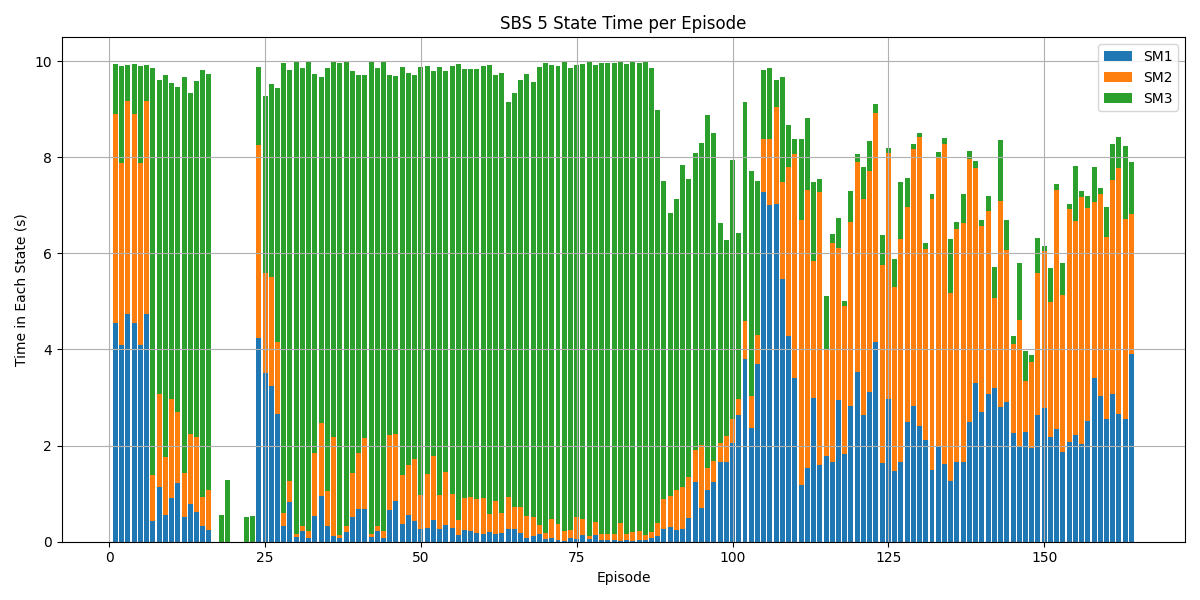 SBS 5 State Time per Episode
SM1
SM2
SM3
10
8
6
4
2
0
Time in Each State (s)
0 25 50 75 100 125 150
Episode